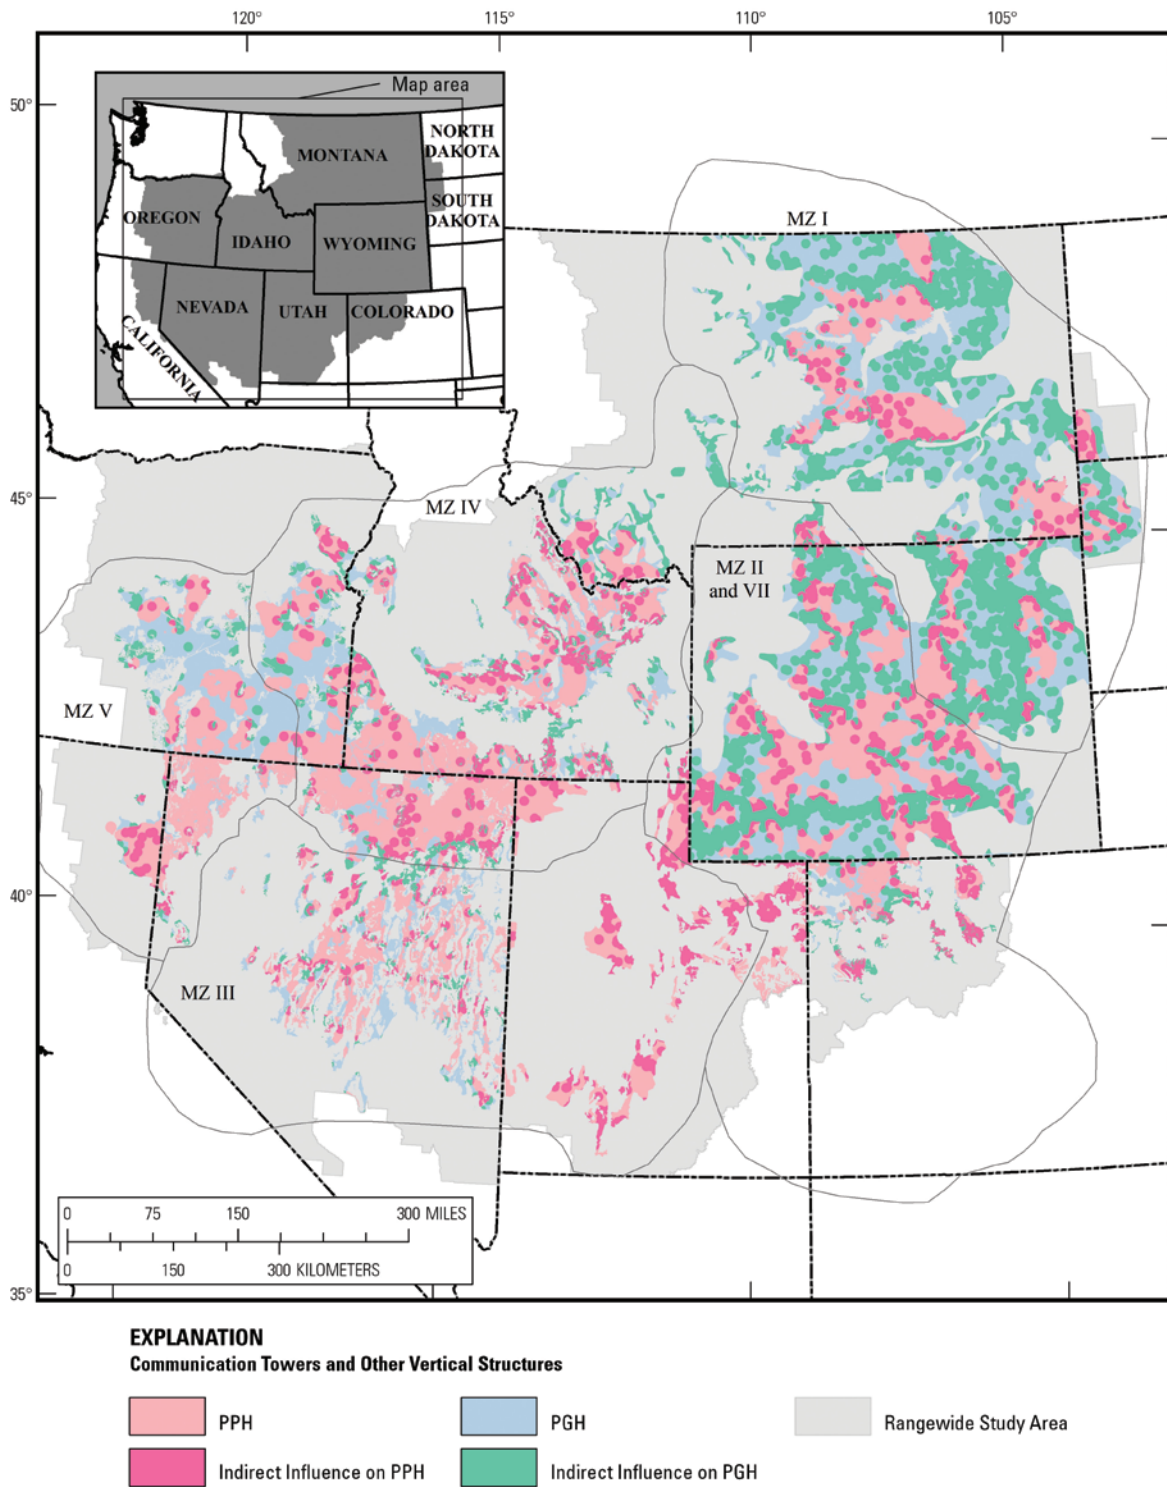 120°
115°
110°
105°
50°
45°
40°
35°
Map area
NORTH
DAKOTA
MONTANA
SOUTH
DAKOTA
OREGON
IDAHO
WYOMING
NEVADA
UTAH
COLORADO
CALIFORNIA
MZ I
MZ IV
MZ II
and VII
MZ V
MZ III
0 75 150 300 MILES
0 150 300 KILOMETERS
EXPLANATION
Communication Towers and Other Vertical Structures
PPH
PGH
Rangewide Study Area
Indirect Influence on PPH
Indirect Influence on PGH